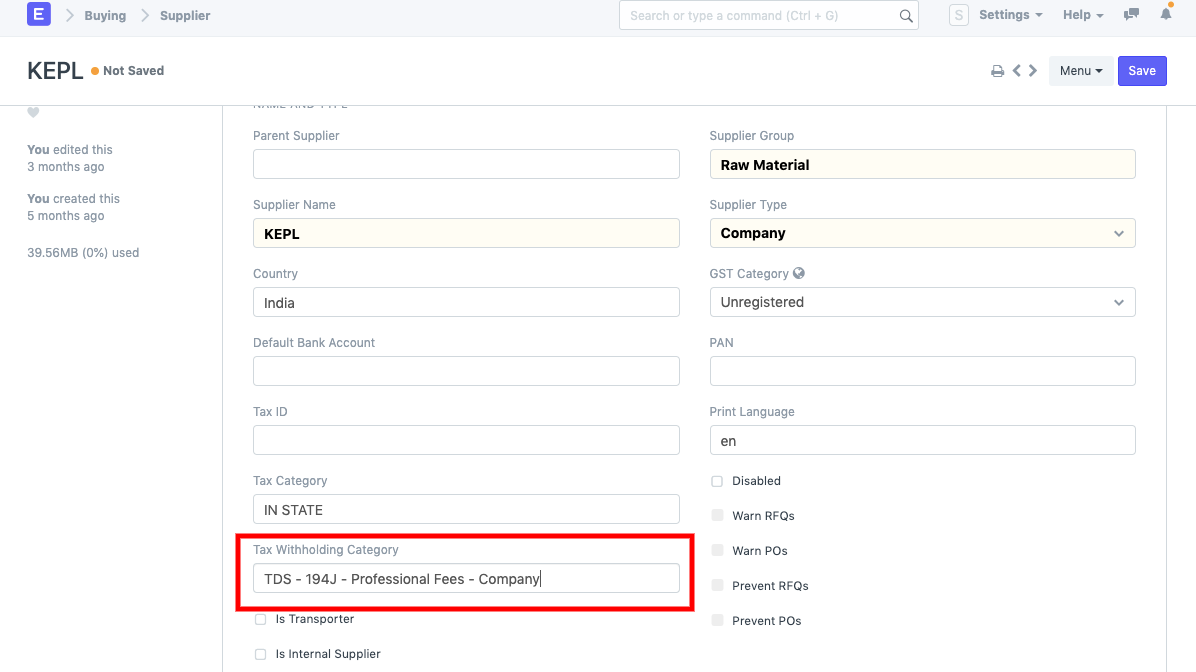 E Buying Supplier Search or type a command (Ctrl + G) S Settings Help
KEPL Not Saved Menu Save
NAME AND TYPE
You edited this
3 months ago
You created this
5 months ago
39.56MB (0%) used
Parent Supplier
Supplier Name
KEPL
Country
India
Default Bank Account
Tax ID
Tax Category
IN STATE
Tax Withholding Category
TDS - 194J - Professional Fees - Company
Is Transporter
Is Internal Supplier
Supplier Group
Raw Material
Supplier Type
Company
GST Category
Unregistered
PAN
Print Language
en
Disabled
Warn RFQs
Warn POs
Prevent RFQs
Prevent POs